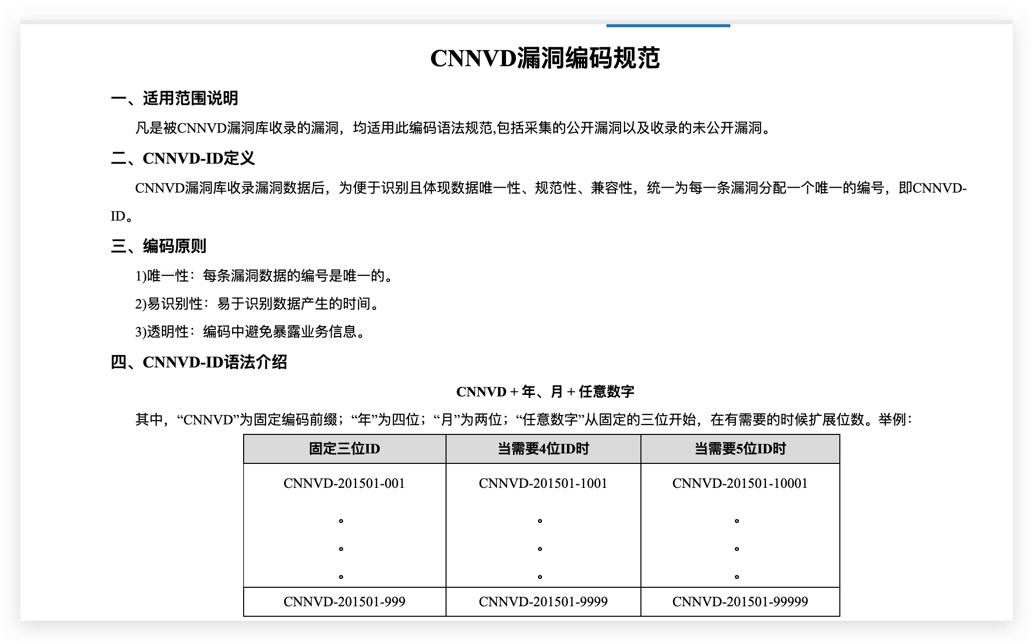 CNNVD漏洞编码规范
一、适用范围说明
凡是被CNNVD漏洞库收录的漏洞，均适用此编码语法规范,包括采集的公开漏洞以及收录的未公开漏洞。
二、CNNVD-ID定义
CNNVD漏洞库收录漏洞数据后，为便于识别且体现数据唯一性、规范性、兼容性，统一为每一条漏洞分配一个唯一的编号，即CNNVD-
ID。
三、编码原则
1)唯一性：每条漏洞数据的编号是唯一的。
2)易识别性：易于识别数据产生的时间。
3)透明性：编码中避免暴露业务信息。
四、CNNVD-ID语法介绍
CNNVD + 年、月 + 任意数字
其中，“CNNVD”为固定编码前缀；“年”为四位；“月”为两位；“任意数字”从固定的三位开始，在有需要的时候扩展位数。举例：
固定三位ID 当需要4位ID时 当需要5位ID时
CNNVD-201501-001 CNNVD-201501-1001 CNNVD-201501-10001
。 。 。
。 。 。
。 。 。
CNNVD-201501-999 CNNVD-201501-9999 CNNVD-201501-99999